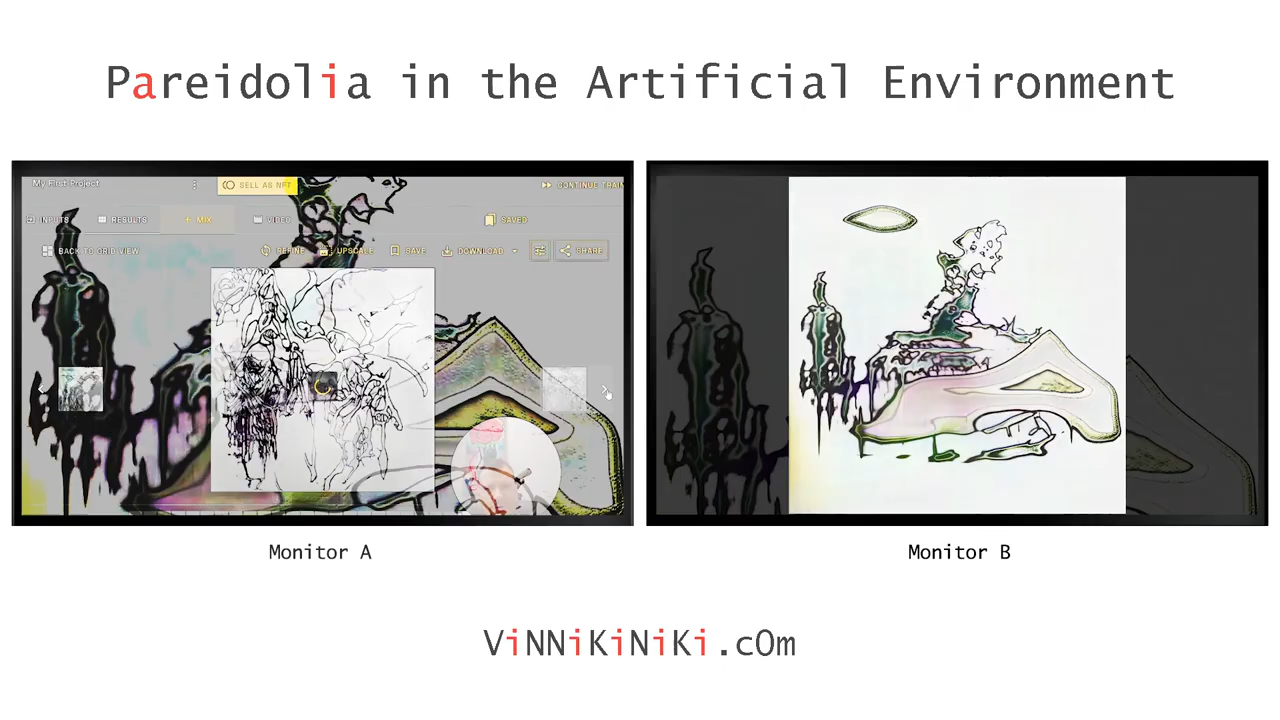 Pareidolia in the Artificial Environment
My First Project
SELL AS NFT
CONTINUE TRAIN
INPUTS
RESULTS
+ MIX
VIDEO
SAVED
BACK TO GRID VIEW
REFINE
UPSCALE
SAVE
DOWNLOAD
SHARE
Monitor A
Monitor B
ViNNiKiNiKi.cOm